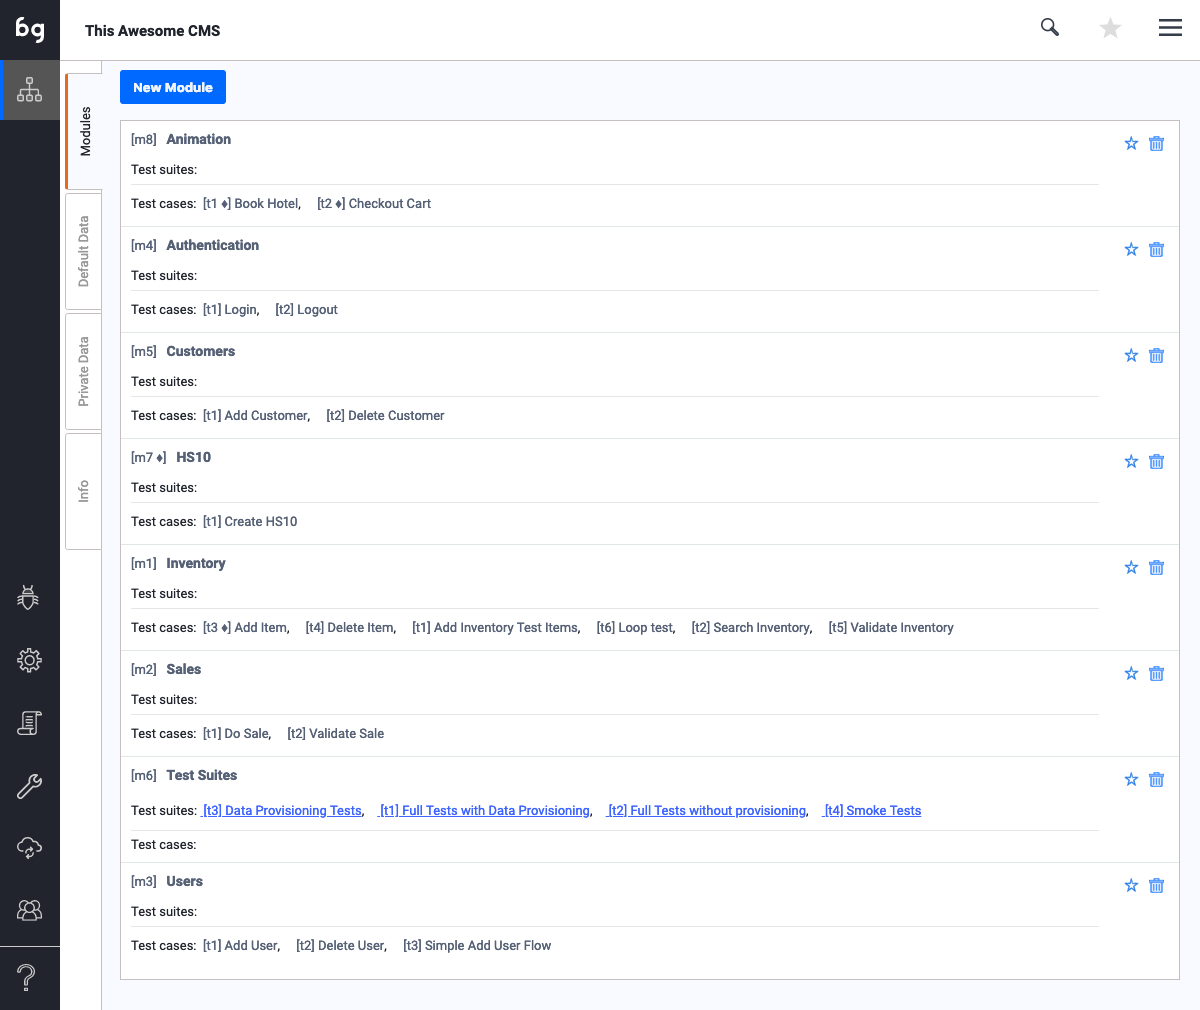 bg
This Awesome CMS
New Module
Modules
Default Data
Private Data
Info
[m8] Animation
Test suites:
Test cases: [t1 ♦] Book Hotel, [t2 ♦] Checkout Cart
[m4] Authentication
Test suites:
Test cases: [t1] Login, [t2] Logout
[m5] Customers
Test suites:
Test cases: [t1] Add Customer, [t2] Delete Customer
[m7 ♦] HS10
Test suites:
Test cases: [t1] Create HS10
[m1] Inventory
Test suites:
Test cases: [t3 ♦] Add Item, [t4] Delete Item, [t1] Add Inventory Test Items, [t6] Loop test, [t2] Search Inventory, [t5] Validate Inventory
[m2] Sales
Test suites:
Test cases: [t1] Do Sale, [t2] Validate Sale
[m6] Test Suites
Test suites: [t3] Data Provisioning Tests, [t1] Full Tests with Data Provisioning, [t2] Full Tests without provisioning, [t4] Smoke Tests
Test cases:
[m3] Users
Test suites:
Test cases: [t1] Add User, [t2] Delete User, [t3] Simple Add User Flow